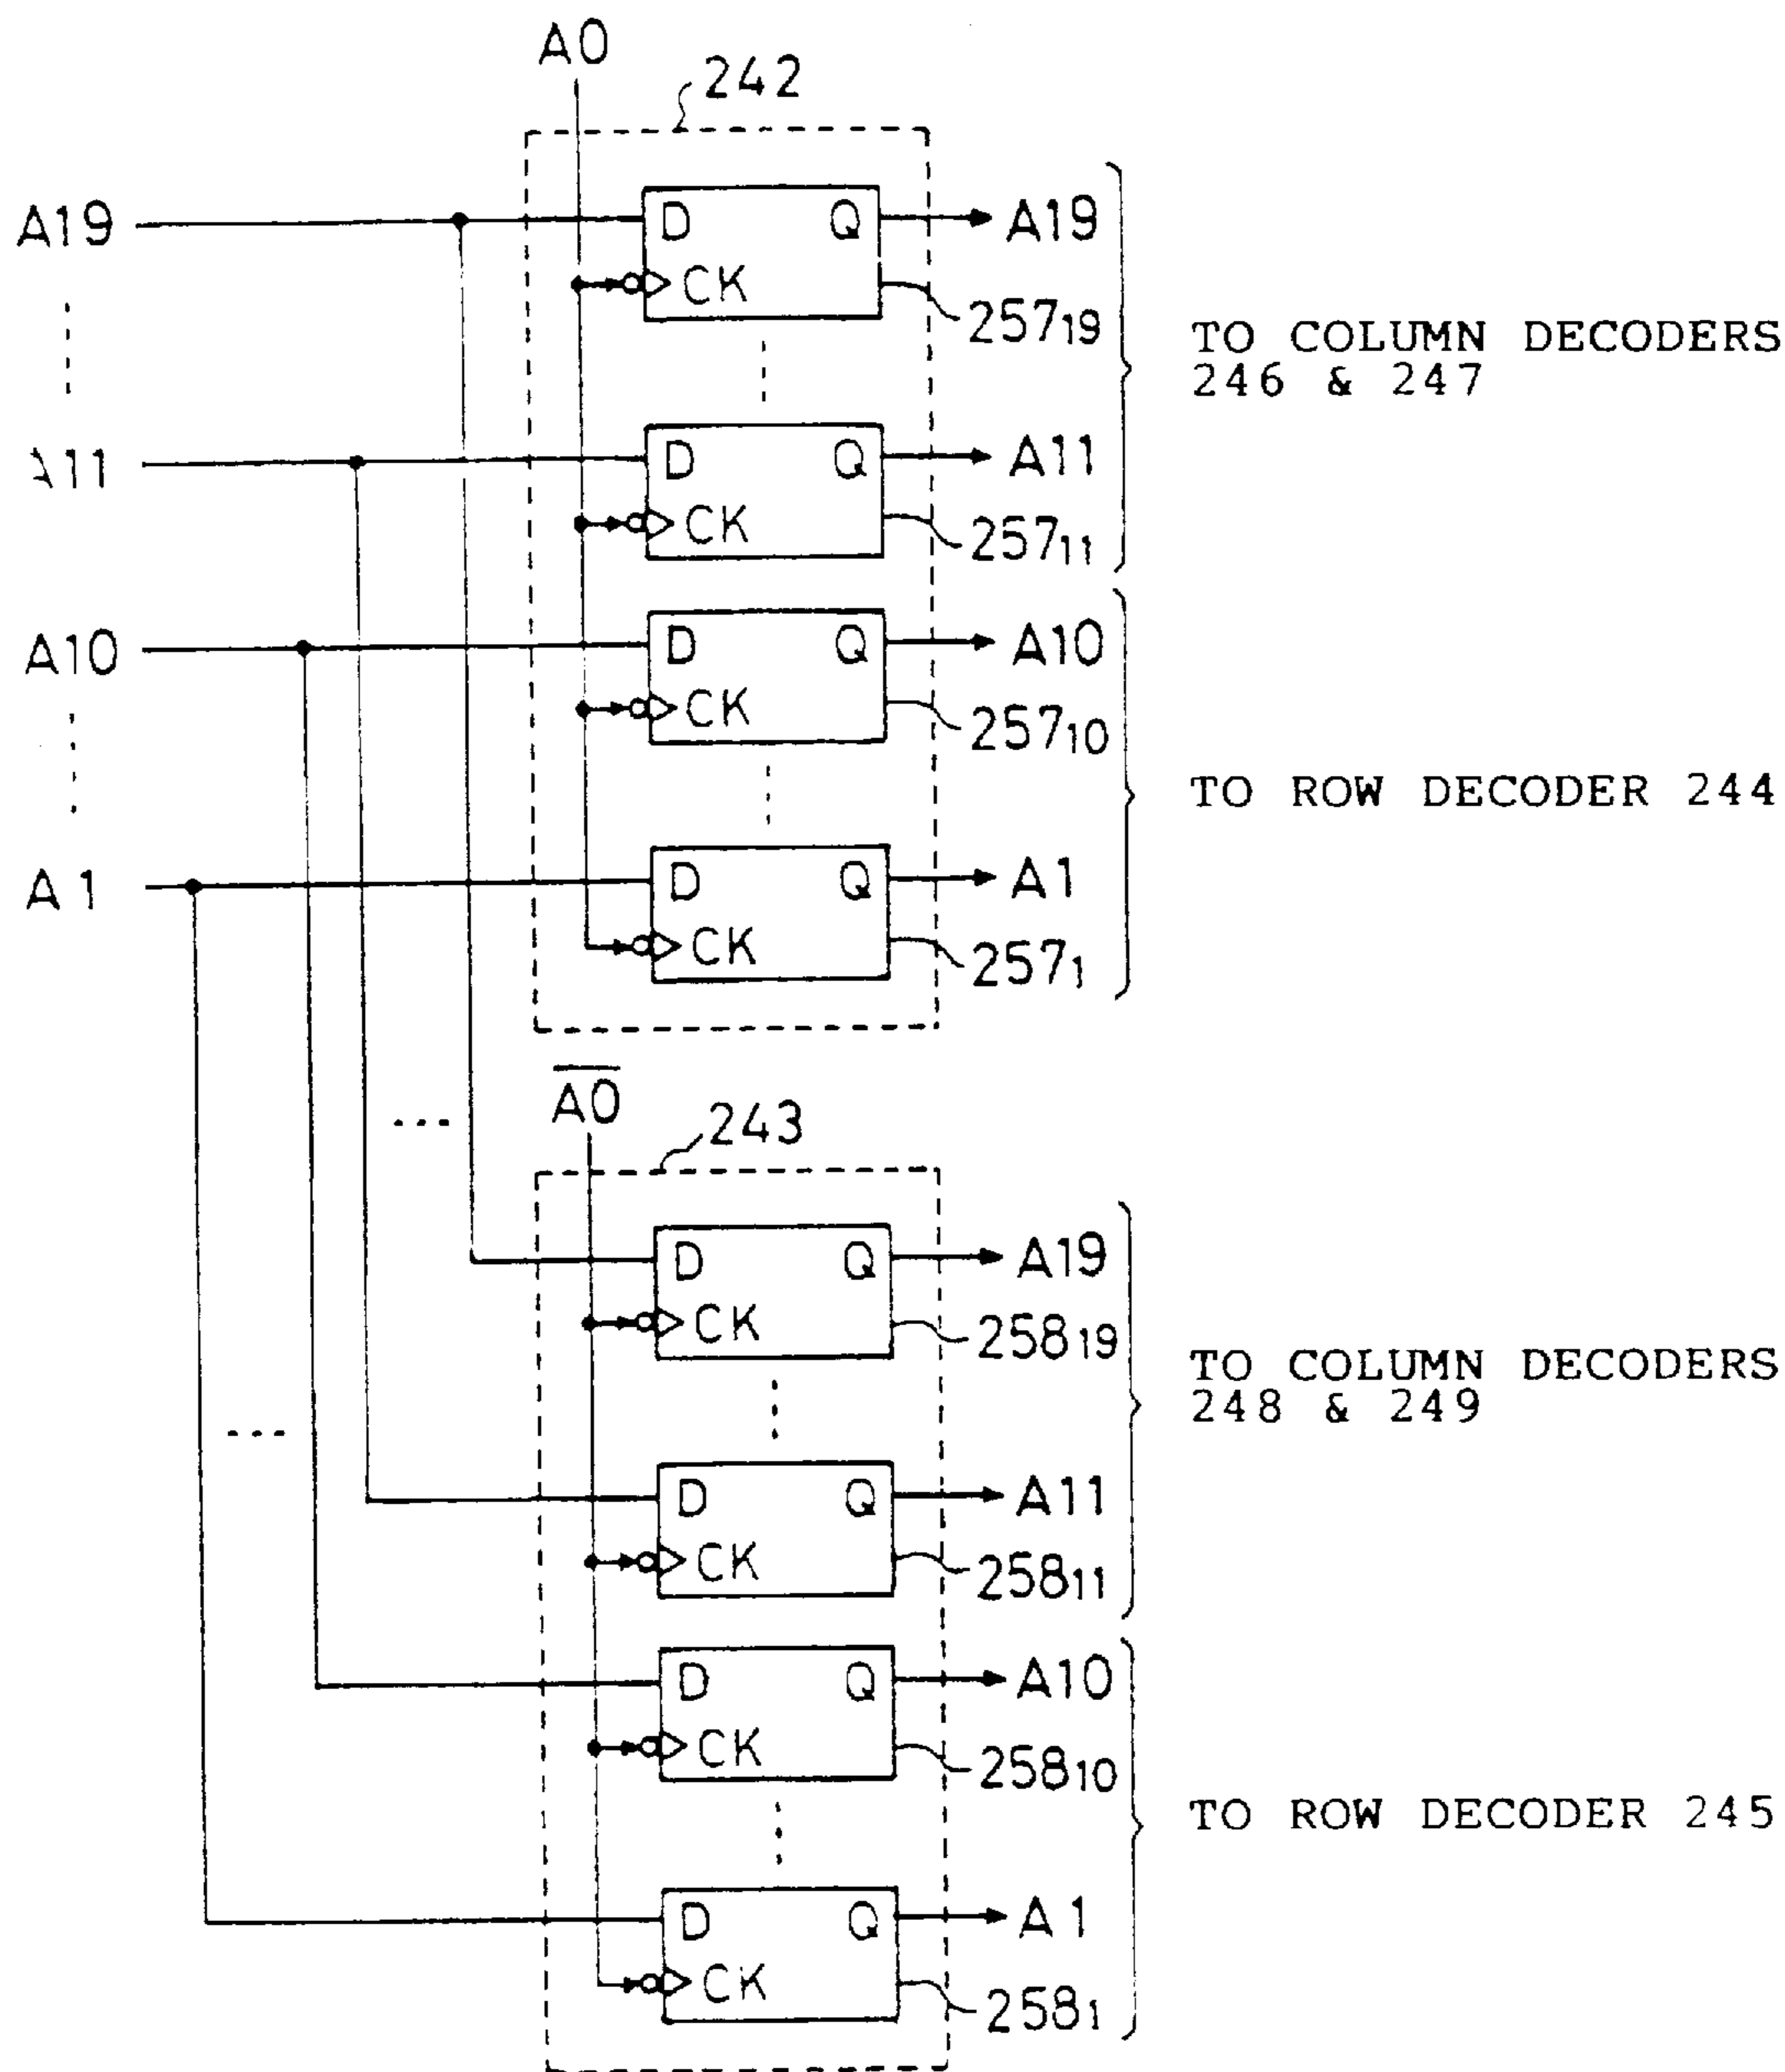 A0
242
A19
D Q
A19
CK
257₁₉
TO COLUMN DECODERS
246 & 247
A11
D Q
A11
CK
257₁₁
A10
D Q
A10
CK
257₁₀
TO ROW DECODER 244
A1
D Q
A1
CK
257₁
A̅0̅
243
D Q
A19
CK
258₁₉
TO COLUMN DECODERS
248 & 249
D Q
A11
CK
258₁₁
D Q
A10
CK
258₁₀
TO ROW DECODER 245
D Q
A1
CK
258₁